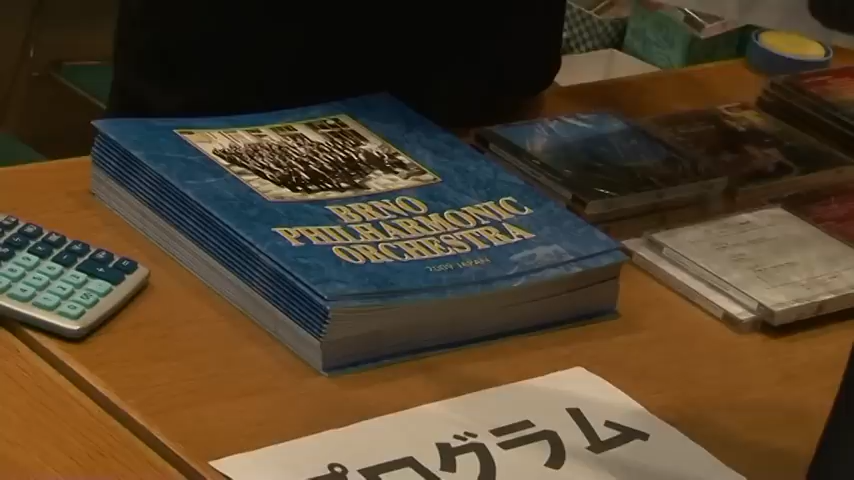 BRNO
PHILHARMONIC
ORCHESTRA
2009 JAPAN
プログラム